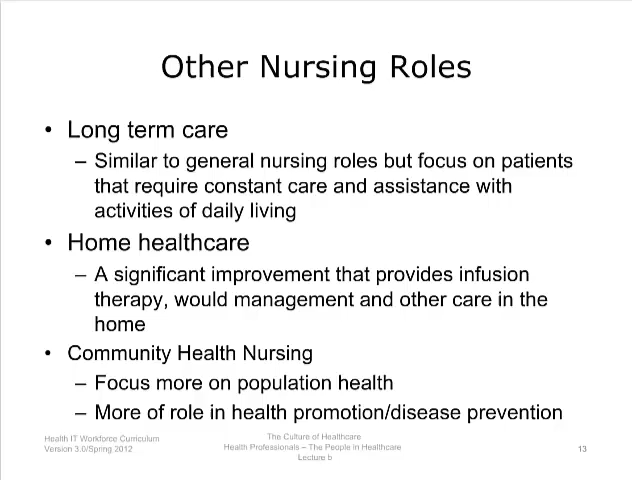 Other Nursing Roles
• Long term care
– Similar to general nursing roles but focus on patients
that require constant care and assistance with
activities of daily living
• Home healthcare
– A significant improvement that provides infusion
therapy, would management and other care in the
home
• Community Health Nursing
– Focus more on population health
– More of role in health promotion/disease prevention
Health IT Workforce Curriculum
Version 3.0/Spring 2012
The Culture of Healthcare
Health Professionals – The People in Healthcare
Lecture b
13